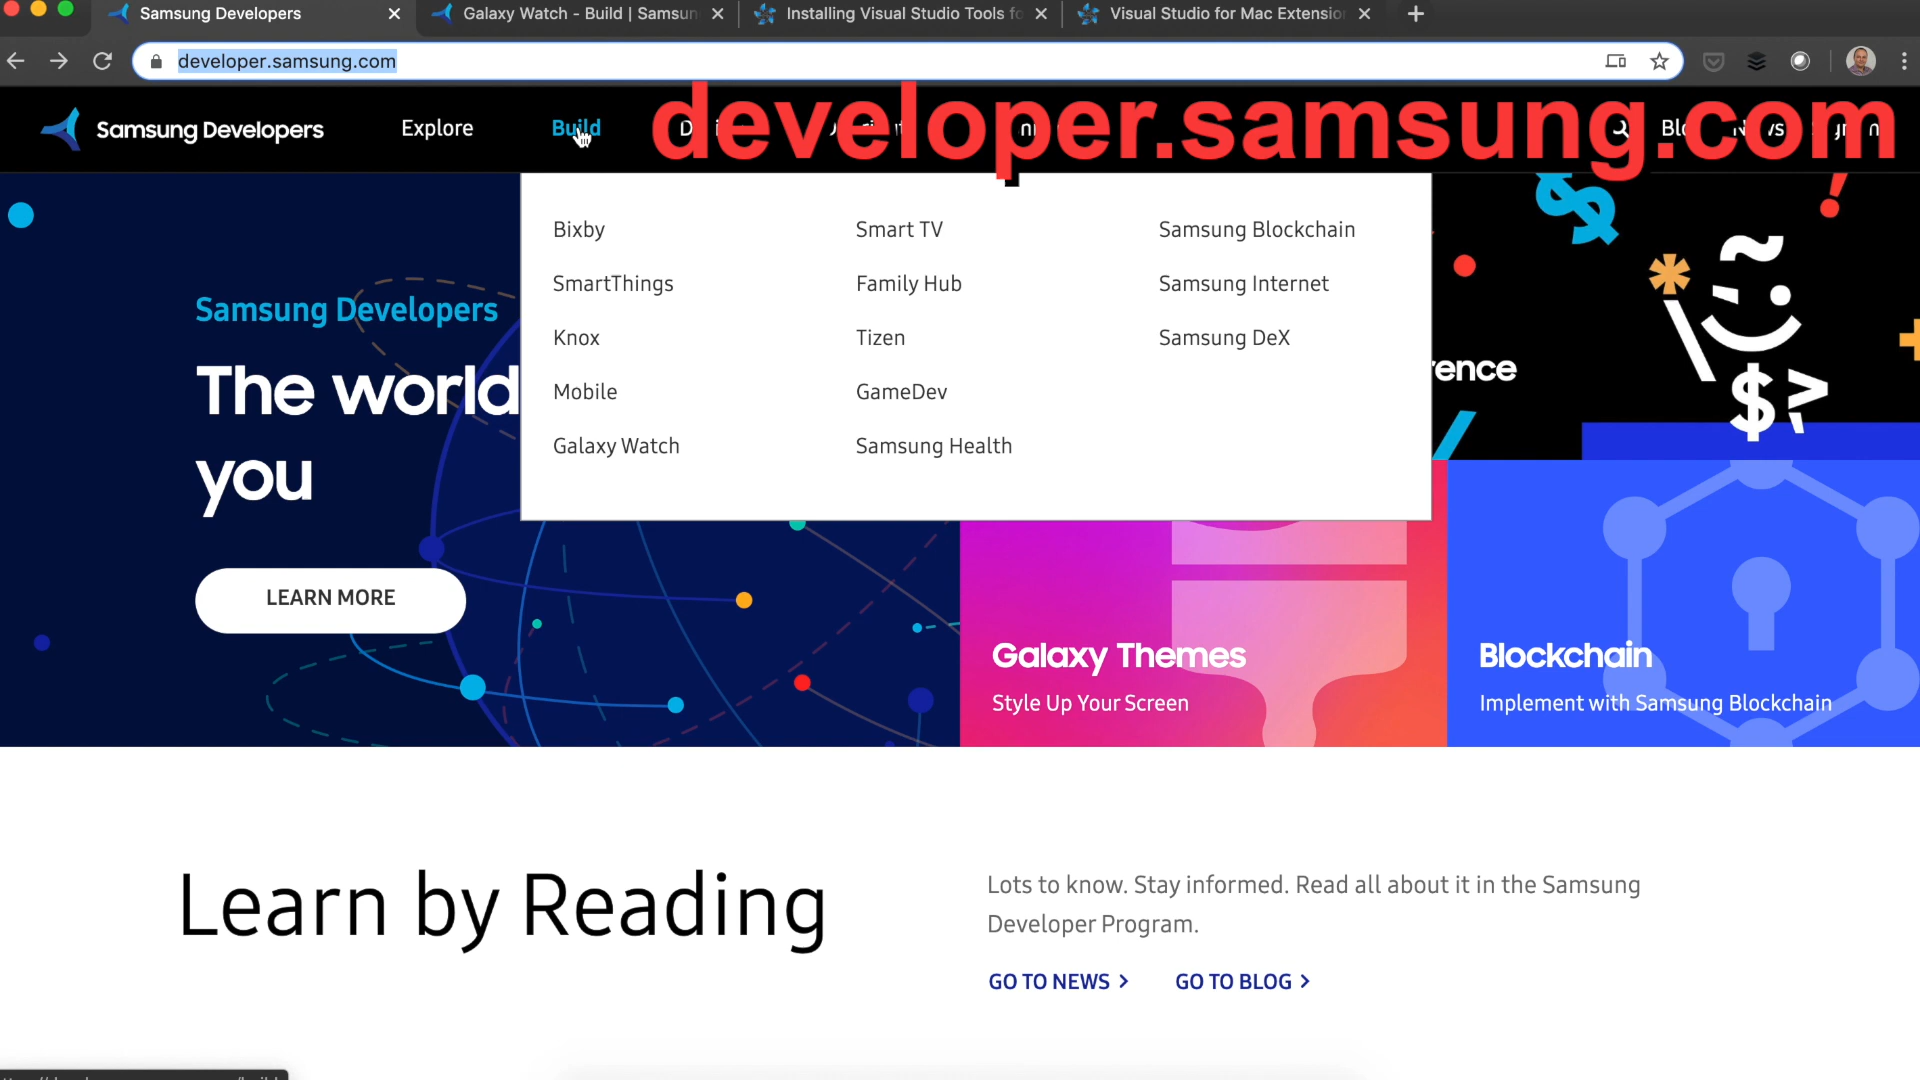 Samsung Developers
Galaxy Watch - Build | Samsun
Installing Visual Studio Tools fo
Visual Studio for Mac Extension
developer.samsung.com
Samsung Developers
Explore
Build
developer.samsung.com
Bixby
Smart TV
Samsung Blockchain
SmartThings
Family Hub
Samsung Internet
Knox
Tizen
Samsung DeX
Mobile
GameDev
Galaxy Watch
Samsung Health
Samsung Developers
The world
you
LEARN MORE
erence
Galaxy Themes
Style Up Your Screen
Blockchain
Implement with Samsung Blockchain
Learn by Reading
Lots to know. Stay informed. Read all about it in the Samsung
Developer Program.
GO TO NEWS >
GO TO BLOG >